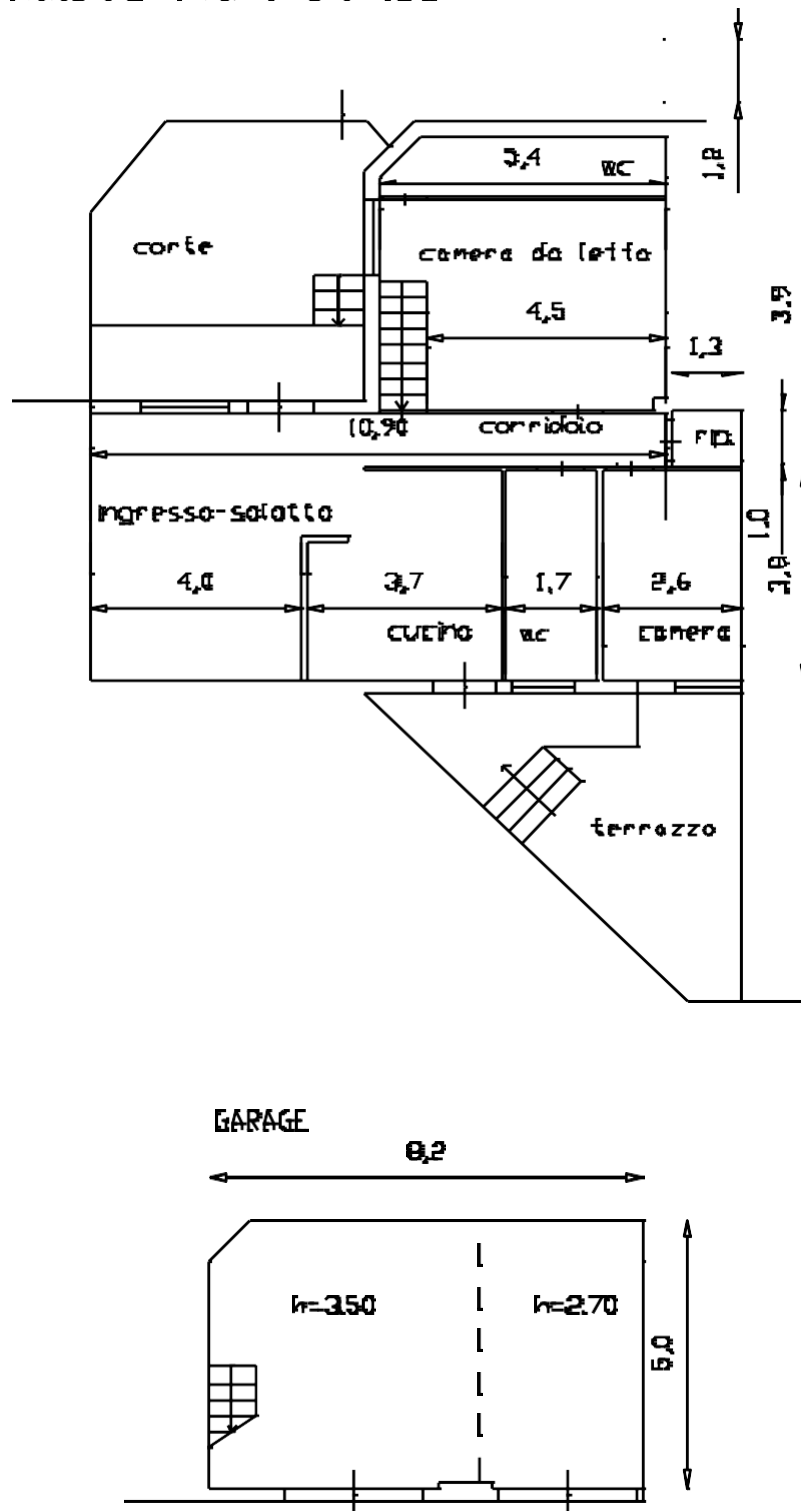 5,4
wc
1,2
corte
camera da letto
4,5
3,9
1,3
10,90
corridoio
rip.
ingresso-salotto
1,0
3,9
4,0
3,7
1,7
2,6
cucina
wc
camera
terrazzo
GARAGE
8,2
h=3.50
h=2.70
5,0